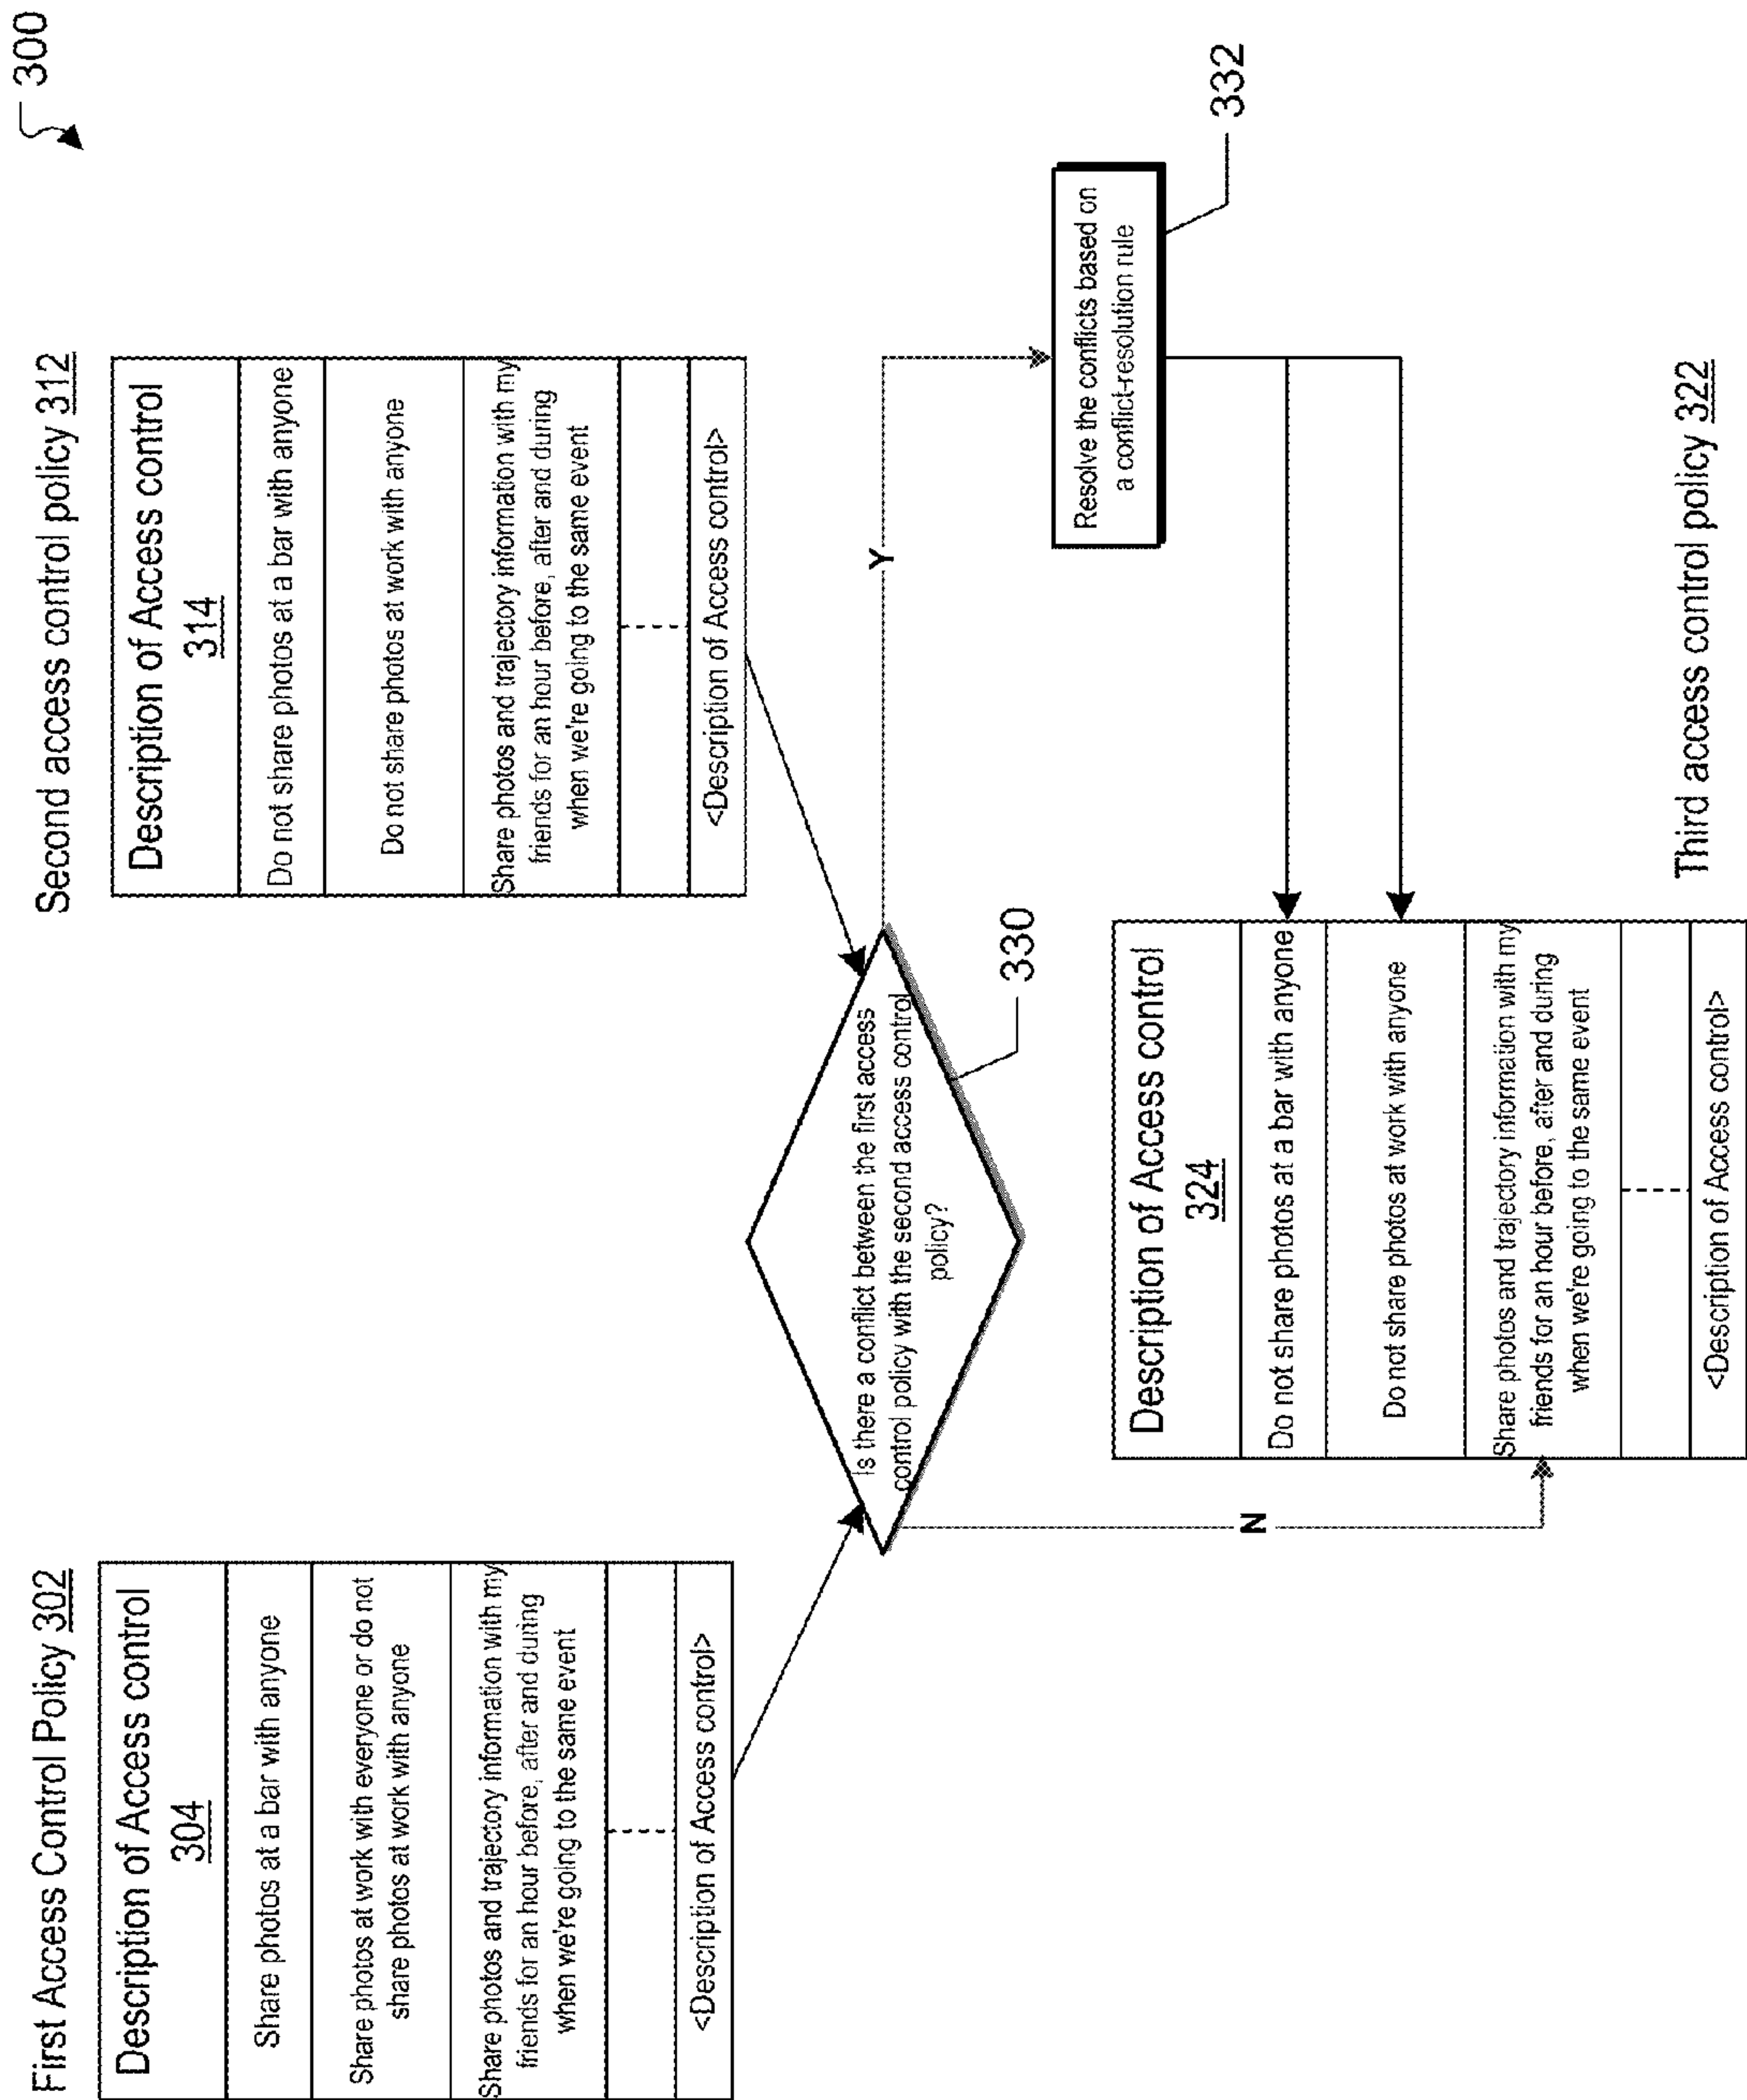 300
First Access Control Policy 302
Description of Access control
304
Share photos at a bar with anyone
Share photos at work with everyone or do not
share photos at work with anyone
Share photos and trajectory information with my
friends for an hour before, after and during
when we're going to the same event
<Description of Access control>
Second access control policy 312
Description of Access control
314
Do not share photos at a bar with anyone
Do not share photos at work with anyone
Share photos and trajectory information with my
friends for an hour before, after and during
when we're going to the same event
<Description of Access control>
Is there a conflict between the first access
control policy with the second access control
policy?
330
Y
N
Resolve the conflicts based on
a conflict-resolution rule
332
Description of Access control
324
Do not share photos at a bar with anyone
Do not share photos at work with anyone
Share photos and trajectory information with my
friends for an hour before, after and during
when we're going to the same event
<Description of Access control>
Third access control policy 322